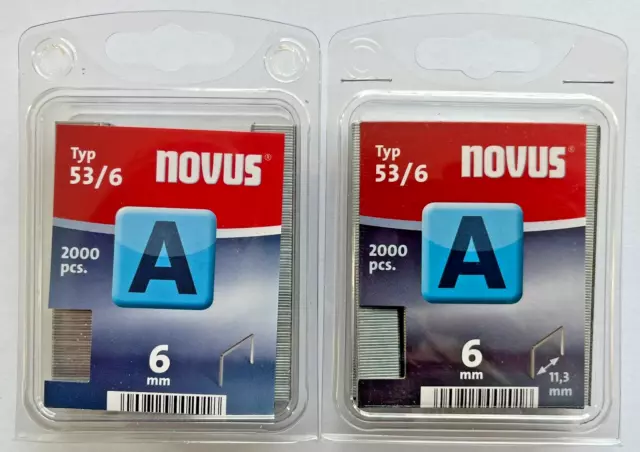 Typ
53/6
novus®
2000
pcs.
A
6
mm
Typ
53/6
novus®
2000
pcs.
A
6
mm
11,3
mm